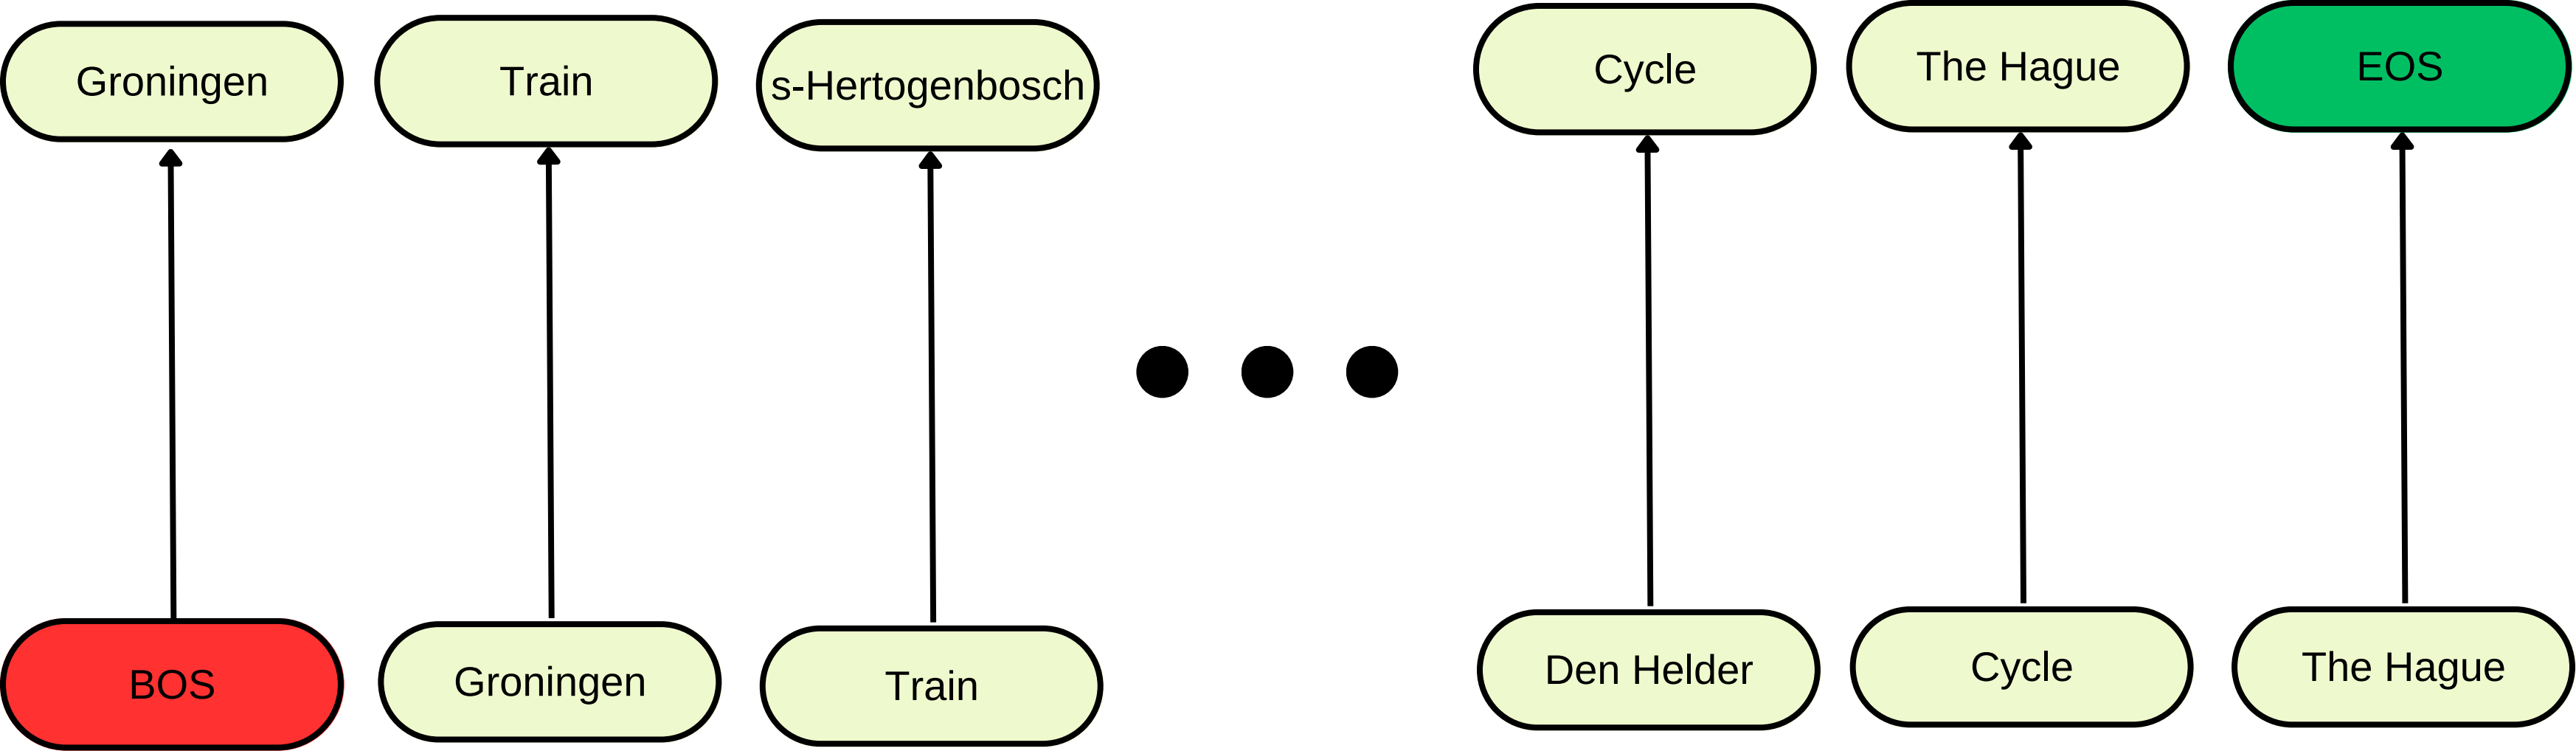 Groningen
Train
s-Hertogenbosch
Cycle
The Hague
EOS
BOS
Groningen
Train
Den Helder
Cycle
The Hague